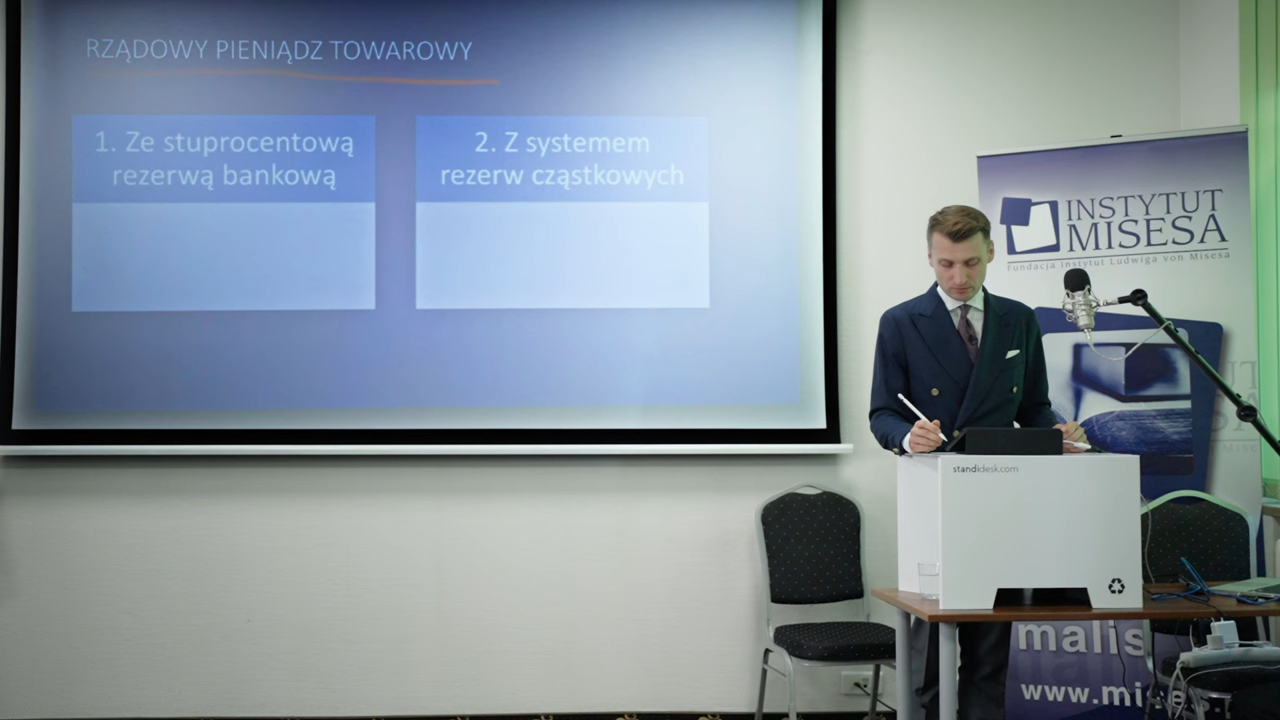 RZĄDOWY PIENIĄDZ TOWAROWY
1. Ze stuprocentową
rezerwą bankową
2. Z systemem
rezerw cząstkowych
INSTYTUT
MISESA
Fundacja Instytut Ludwiga von Misesa
standidesk.com
malis
www.mises.